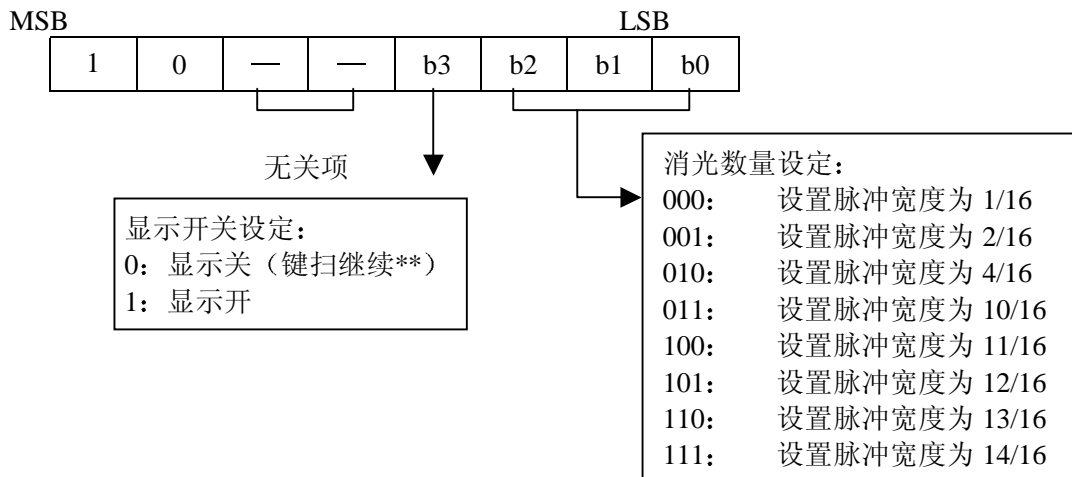 MSB LSB
1 0 — — b3 b2 b1 b0
无关项
显示开关设定：
0：显示关（键扫继续**）
1：显示开
消光数量设定：
000： 设置脉冲宽度为 1/16
001： 设置脉冲宽度为 2/16
010： 设置脉冲宽度为 4/16
011： 设置脉冲宽度为 10/16
100： 设置脉冲宽度为 11/16
101： 设置脉冲宽度为 12/16
110： 设置脉冲宽度为 13/16
111： 设置脉冲宽度为 14/16